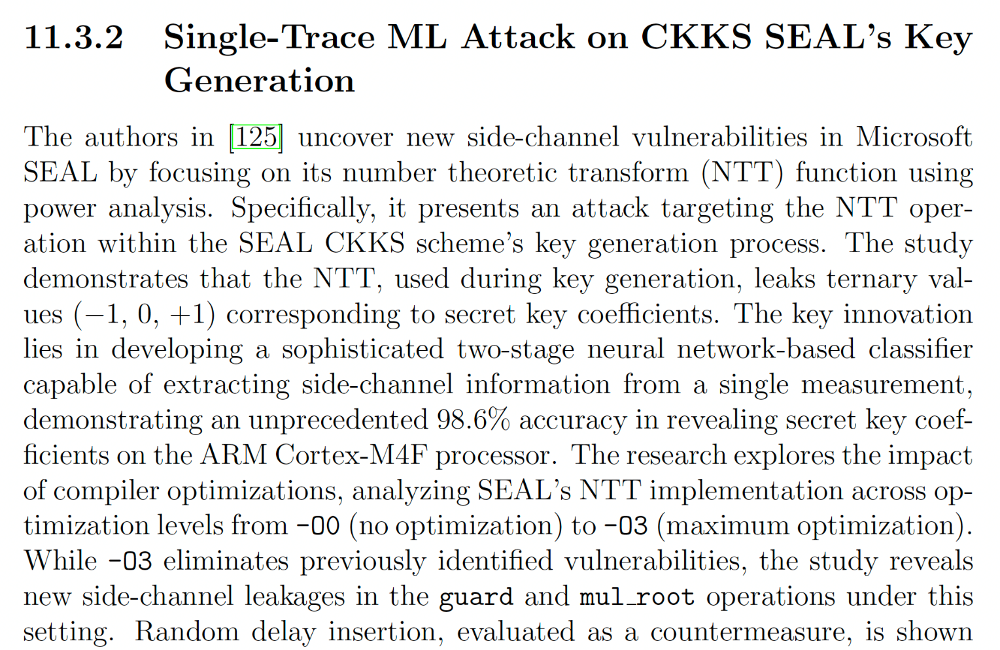 11.3.2 Single-Trace ML Attack on CKKS SEAL's Key
Generation
The authors in [125] uncover new side-channel vulnerabilities in Microsoft
SEAL by focusing on its number theoretic transform (NTT) function using
power analysis. Specifically, it presents an attack targeting the NTT oper-
ation within the SEAL CKKS scheme's key generation process. The study
demonstrates that the NTT, used during key generation, leaks ternary val-
ues (−1, 0, +1) corresponding to secret key coefficients. The key innovation
lies in developing a sophisticated two-stage neural network-based classifier
capable of extracting side-channel information from a single measurement,
demonstrating an unprecedented 98.6% accuracy in revealing secret key coef-
ficients on the ARM Cortex-M4F processor. The research explores the impact
of compiler optimizations, analyzing SEAL's NTT implementation across op-
timization levels from -O0 (no optimization) to -O3 (maximum optimization).
While -O3 eliminates previously identified vulnerabilities, the study reveals
new side-channel leakages in the guard and mul_root operations under this
setting. Random delay insertion, evaluated as a countermeasure, is shown